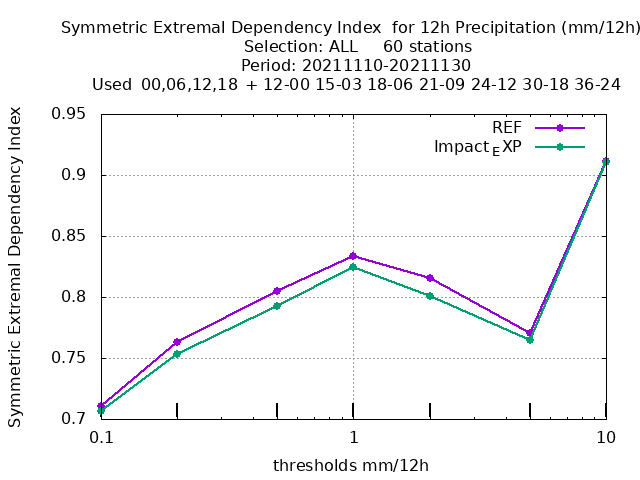 Symmetric Extremal Dependency Index  for 12h Precipitation (mm/12h)
Selection: ALL     60 stations
Period: 20211110-20211130
Used  00,06,12,18  + 12-00 15-03 18-06 21-09 24-12 30-18 36-24
REF
Impact_EXP
Symmetric Extremal Dependency Index
0.95
0.9
0.85
0.8
0.75
0.7
0.1 1 10
thresholds mm/12h